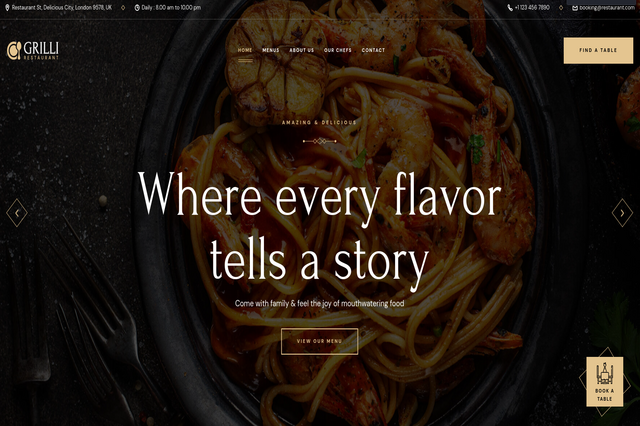 Restaurant St, Delicious City, London 9578, UK
Daily : 8.00 am to 10.00 pm
+1 123 456 7890
booking@restaurant.com
GRILLI
RESTAURANT
HOME
MENUS
ABOUT US
OUR CHEFS
CONTACT
FIND A TABLE
AMAZING & DELICIOUS
Where every flavor
tells a story
Come with family & feel the joy of mouthwatering food
VIEW OUR MENU
BOOK A
TABLE